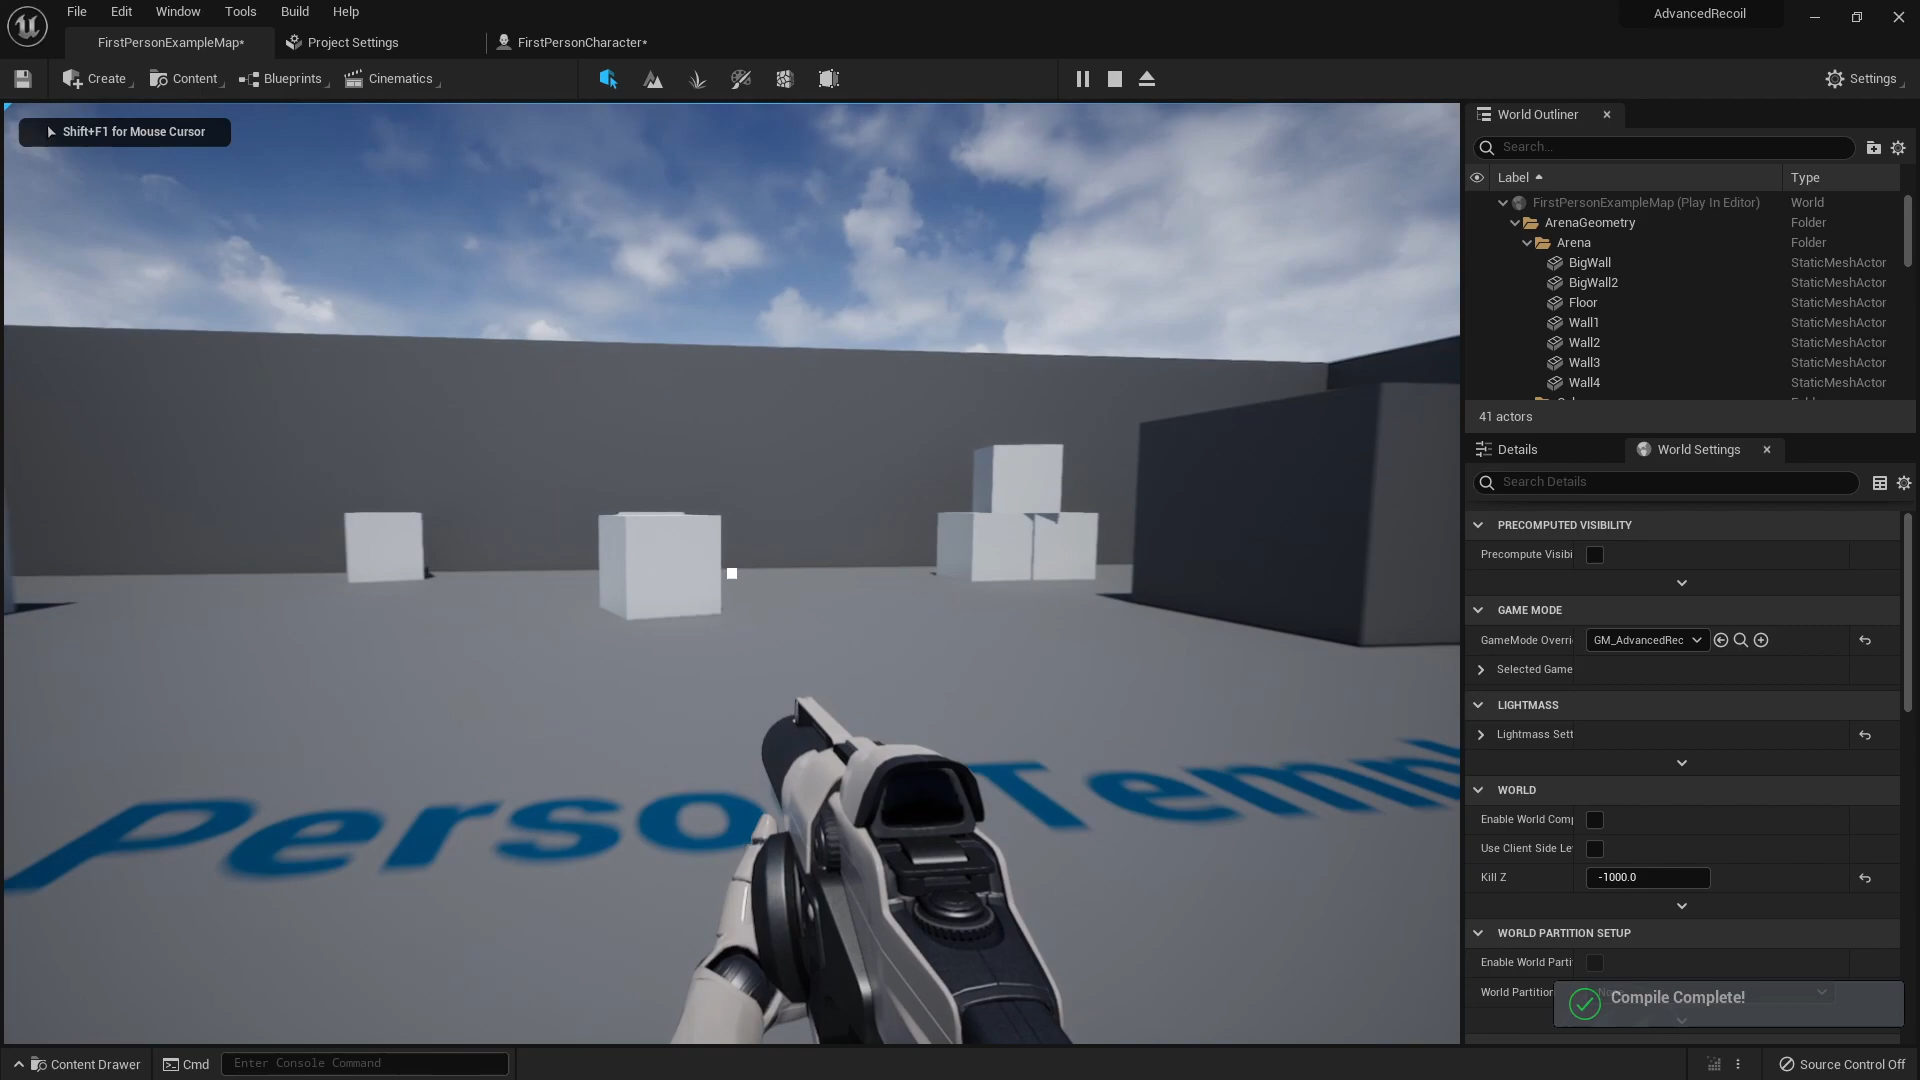 File Edit Window Tools Build Help
AdvancedRecoil
FirstPersonExampleMap*
Project Settings
FirstPersonCharacter*
Create
Content
Blueprints
Cinematics
Settings
Shift+F1 for Mouse Cursor
World Outliner
Search...
Label Type
FirstPersonExampleMap (Play In Editor) World
ArenaGeometry Folder
Arena Folder
BigWall StaticMeshActor
BigWall2 StaticMeshActor
Floor StaticMeshActor
Wall1 StaticMeshActor
Wall2 StaticMeshActor
Wall3 StaticMeshActor
Wall4 StaticMeshActor
41 actors
Details
World Settings
Search Details
PRECOMPUTED VISIBILITY
Precompute Visibi
GAME MODE
GameMode Overri GM_AdvancedRec
Selected Game
LIGHTMASS
Lightmass Sett
WORLD
Enable World Comp
Use Client Side Le
Kill Z -1000.0
WORLD PARTITION SETUP
Enable World Parti
World Partition
Compile Complete!
Perso Templ
Content Drawer
Cmd
Enter Console Command
Source Control Off